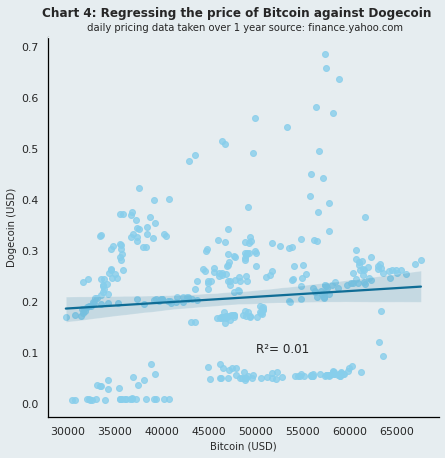 Chart 4: Regressing the price of Bitcoin against Dogecoin
daily pricing data taken over 1 year source: finance.yahoo.com
0.7
0.6
0.5
0.4
0.3
0.2
0.1
0.0
Dogecoin (USD)
R²= 0.01
30000 35000 40000 45000 50000 55000 60000 65000
Bitcoin (USD)